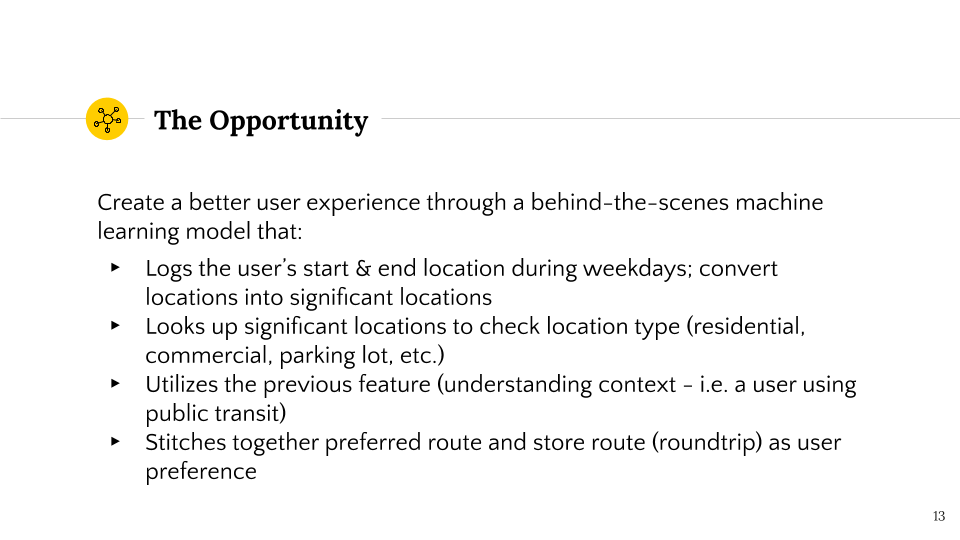 The Opportunity
Create a better user experience through a behind-the-scenes machine
learning model that:
▸ Logs the user’s start & end location during weekdays; convert
locations into significant locations
▸ Looks up significant locations to check location type (residential,
commercial, parking lot, etc.)
▸ Utilizes the previous feature (understanding context - i.e. a user using
public transit)
▸ Stitches together preferred route and store route (roundtrip) as user
preference
13